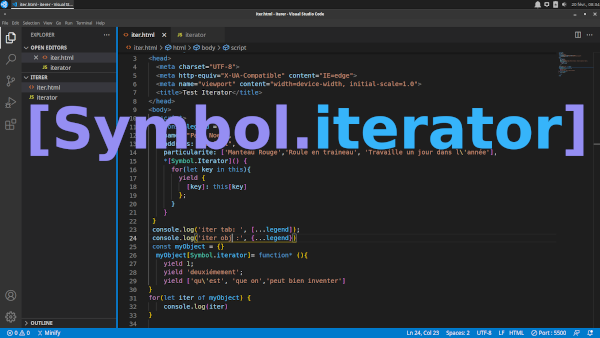 iter.html - iterer - Visual Studio Code
File Edit Selection View Go Run Terminal Help
EXPLORER
OPEN EDITORS
iter.html
iterator
ITERER
iter.html
iterator
OUTLINE
iter.html
iterator
iter.html > html > body > script
3 <head>
4 <meta charset="UTF-8">
5 <meta http-equiv="X-UA-Compatible" content="IE=edge">
6 <meta name="viewport" content="width=device-width, initial-scale=1.0">
7 <title>Test Iterator</title>
8 </head>
9 <body>
[Symbol.iterator]
14 particularite: ['Manteau Rouge','Roule en traineau', 'Travaille un jour dans l\'année'],
15 *[Symbol.Iterator]() {
16 for(let key in this){
17 yield {
18 [key]: this[key]
19 };
20 }
21 }
22 }
23 console.log('iter tab: ', [...legend]);
24 console.log('iter obj :', {...legend})
25 const myObject = {}
26 myObject[Symbol.iterator]= function* (){
27 yield 1;
28 yield 'deuxièmement';
29 yield ['qu\'est', 'que on','peut bien inventer']
30 }
31 for(let iter of myObject) {
32 console.log(iter)
33 }
34
0 0 Minify
Ln 24, Col 23 Spaces: 2 UTF-8 LF HTML Port : 5500